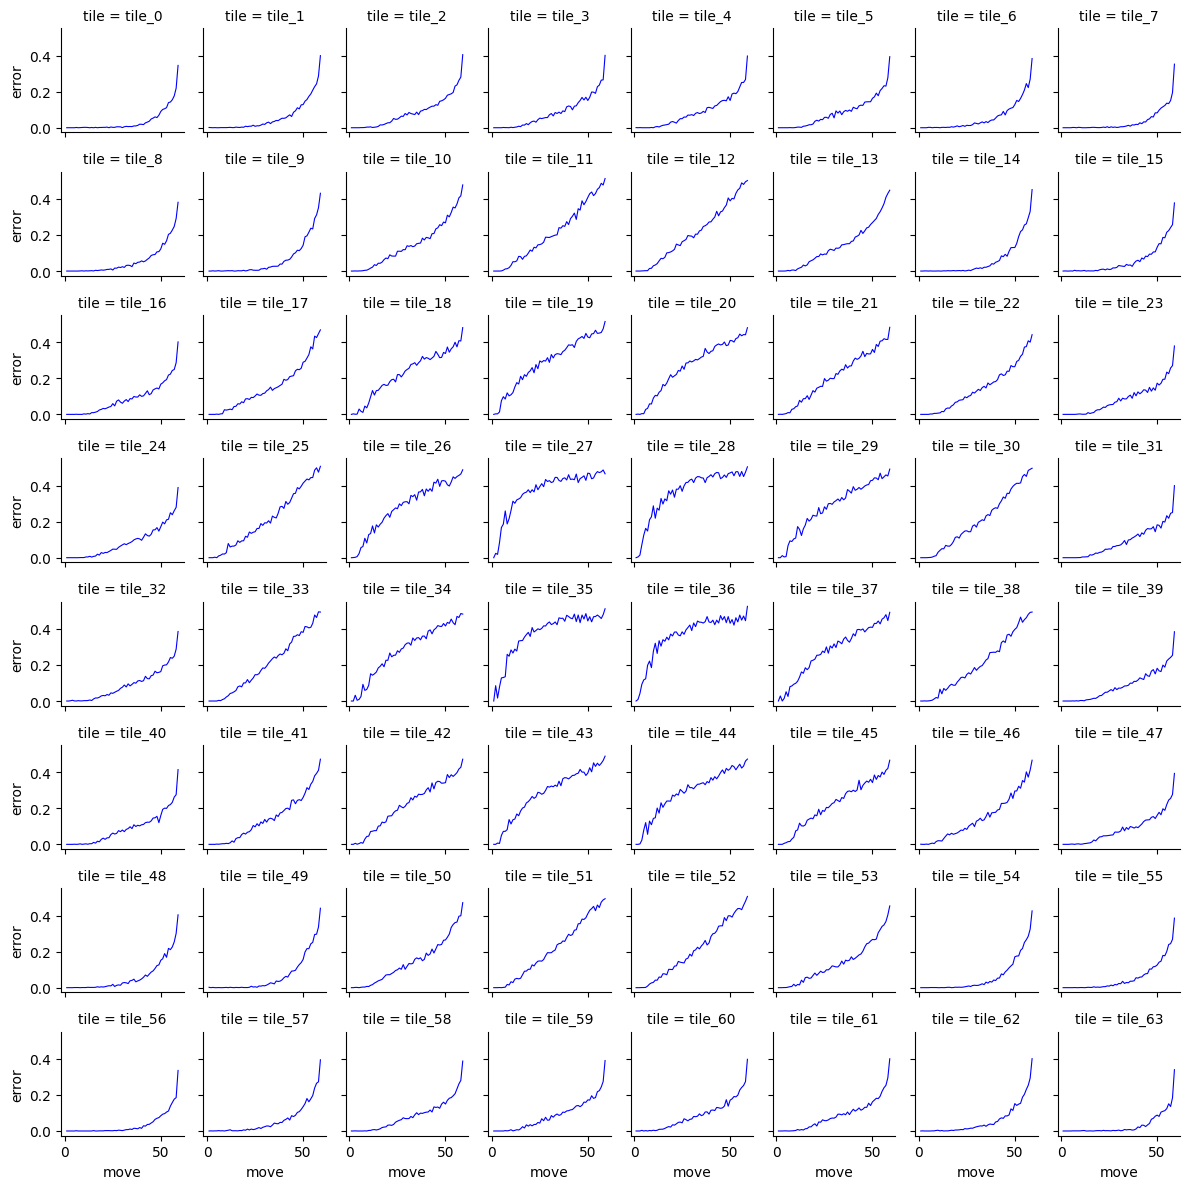 tile = tile_0 tile = tile_1 tile = tile_2 tile = tile_3 tile = tile_4 tile = tile_5 tile = tile_6 tile = tile_7
0.4
error
0.2
0.0
tile = tile_8 tile = tile_9 tile = tile_10 tile = tile_11 tile = tile_12 tile = tile_13 tile = tile_14 tile = tile_15
0.4
error
0.2
0.0
tile = tile_16 tile = tile_17 tile = tile_18 tile = tile_19 tile = tile_20 tile = tile_21 tile = tile_22 tile = tile_23
0.4
error
0.2
0.0
tile = tile_24 tile = tile_25 tile = tile_26 tile = tile_27 tile = tile_28 tile = tile_29 tile = tile_30 tile = tile_31
0.4
error
0.2
0.0
tile = tile_32 tile = tile_33 tile = tile_34 tile = tile_35 tile = tile_36 tile = tile_37 tile = tile_38 tile = tile_39
0.4
error
0.2
0.0
tile = tile_40 tile = tile_41 tile = tile_42 tile = tile_43 tile = tile_44 tile = tile_45 tile = tile_46 tile = tile_47
0.4
error
0.2
0.0
tile = tile_48 tile = tile_49 tile = tile_50 tile = tile_51 tile = tile_52 tile = tile_53 tile = tile_54 tile = tile_55
0.4
error
0.2
0.0
tile = tile_56 tile = tile_57 tile = tile_58 tile = tile_59 tile = tile_60 tile = tile_61 tile = tile_62 tile = tile_63
0.4
error
0.2
0.0
0 50 0 50 0 50 0 50 0 50 0 50 0 50 0 50
move move move move move move move move